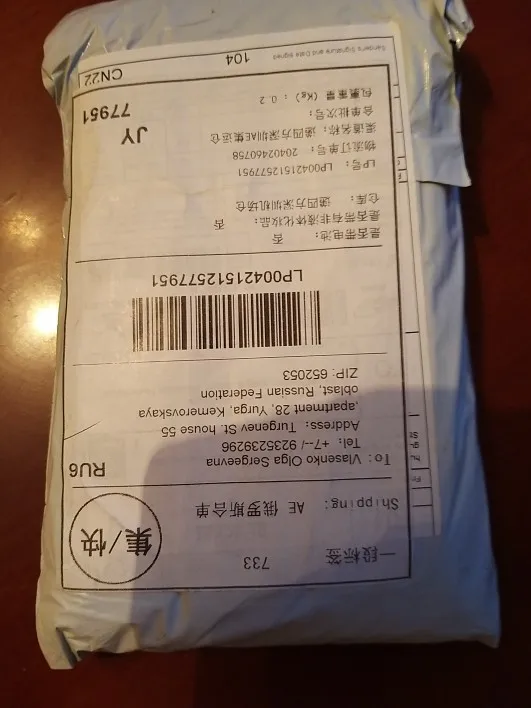 一段标签 733
Shipping: AE 俄罗斯合单
集/快
To: Vlasenko Olga Sergeevna
RU6
Tel: +7--/ 9235239296
Address: Turgenev St. house 55
,apartment 28, Yurga, Kemerovskaya
oblast, Russian Federation
ZIP: 652053
LP00421512577951
是否带电池: 否
是否带有非液体化妆品: 否
仓库: 递四方深圳机场仓
LP号: LP00421512577951
物流订单号: 20402460758
渠道名称: 递四方深圳AE集运仓
合单批次号:
包裹重量 (Kg) : 0.2
JY
77951
104
CN22
Sender's Signature and Date signed